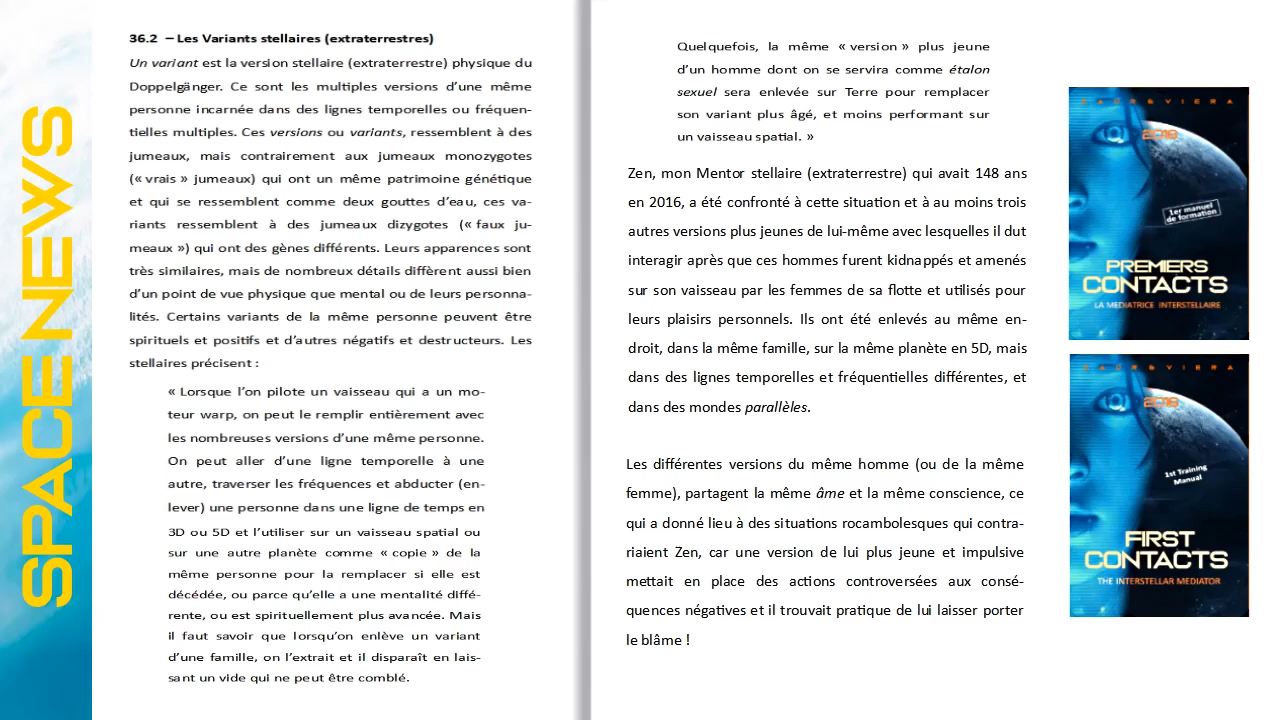 SPACE NEWS
36.2 – Les Variants stellaires (extraterrestres)
Un variant est la version stellaire (extraterrestre) physique du
Doppelgänger. Ce sont les multiples versions d’une même
personne incarnée dans des lignes temporelles ou fréquen-
tielles multiples. Ces versions ou variants, ressemblent à des
jumeaux, mais contrairement aux jumeaux monozygotes
(« vrais » jumeaux) qui ont un même patrimoine génétique
et qui se ressemblent comme deux gouttes d’eau, ces va-
riants ressemblent à des jumeaux dizygotes (« faux ju-
meaux ») qui ont des gènes différents. Leurs apparences sont
très similaires, mais de nombreux détails diffèrent aussi bien
d’un point de vue physique que mental ou de leurs personna-
lités. Certains variants de la même personne peuvent être
spirituels et positifs et d’autres négatifs et destructeurs. Les
stellaires précisent :
« Lorsque l’on pilote un vaisseau qui a un mo-
teur warp, on peut le remplir entièrement avec
les nombreuses versions d’une même personne.
On peut aller d’une ligne temporelle à une
autre, traverser les fréquences et abducter (en-
lever) une personne dans une ligne de temps en
3D ou 5D et l’utiliser sur un vaisseau spatial ou
sur une autre planète comme « copie » de la
même personne pour la remplacer si elle est
décédée, ou parce qu’elle a une mentalité diffé-
rente, ou est spirituellement plus avancée. Mais
il faut savoir que lorsqu’on enlève un variant
d’une famille, on l’extrait et il disparaît en lais-
sant un vide qui ne peut être comblé.
Quelquefois, la même « version » plus jeune
d’un homme dont on se servira comme étalon
sexuel sera enlevée sur Terre pour remplacer
son variant plus âgé, et moins performant sur
un vaisseau spatial. »
Zen, mon Mentor stellaire (extraterrestre) qui avait 148 ans
en 2016, a été confronté à cette situation et à au moins trois
autres versions plus jeunes de lui-même avec lesquelles il dut
interagir après que ces hommes furent kidnappés et amenés
sur son vaisseau par les femmes de sa flotte et utilisés pour
leurs plaisirs personnels. Ils ont été enlevés au même en-
droit, dans la même famille, sur la même planète en 5D, mais
dans des lignes temporelles et fréquentielles différentes, et
dans des mondes parallèles.
Les différentes versions du même homme (ou de la même
femme), partagent la même âme et la même conscience, ce
qui a donné lieu à des situations rocambolesques qui contra-
riaient Zen, car une version de lui plus jeune et impulsive
mettait en place des actions controversées aux consé-
quences négatives et il trouvait pratique de lui laisser porter
le blâme !
2018
1er manuel
de formation
PREMIERS
CONTACTS
LA MEDIATRICE INTERSTELLAIRE
2018
1st Training
Manual
FIRST
CONTACTS
THE INTERSTELLAR MEDIATOR